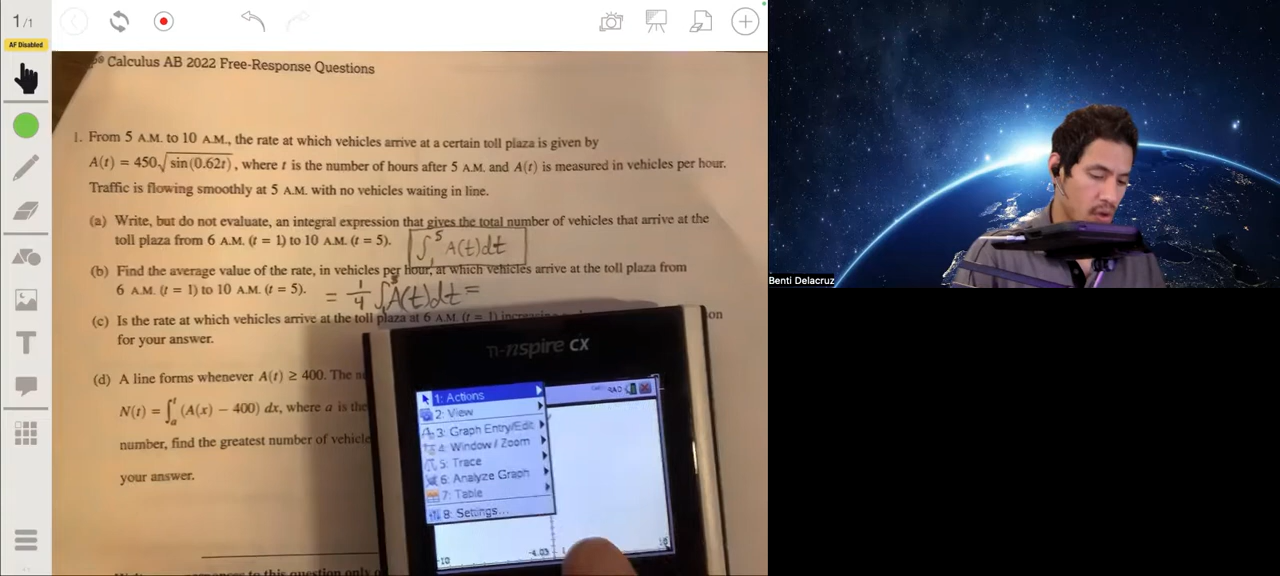 1/1
AF Disabled
Calculus AB 2022 Free-Response Questions
1. From 5 A.M. to 10 A.M., the rate at which vehicles arrive at a certain toll plaza is given by
A(t) = 450√sin(0.62t), where t is the number of hours after 5 A.M. and A(t) is measured in vehicles per hour.
Traffic is flowing smoothly at 5 A.M. with no vehicles waiting in line.
(a) Write, but do not evaluate, an integral expression that gives the total number of vehicles that arrive at the
toll plaza from 6 A.M. (t = 1) to 10 A.M. (t = 5). ∫₁⁵ A(t)dt
(b) Find the average value of the rate, in vehicles per hour, at which vehicles arrive at the toll plaza from
6 A.M. (t = 1) to 10 A.M. (t = 5). = 1/4 ∫₁⁵ A(t)dt =
(c) Is the rate at which vehicles arrive at the toll plaza at 6 A.M. (t = 1) on
for your answer.
(d) A line forms whenever A(t) ≥ 400. The
N(t) = ∫ₐᵗ (A(x) − 400) dx, where a is the
number, find the greatest number of vehicle
your answer.
TI-nspire CX
1: Actions
2: View
3: Graph Entry/Edit
4: Window / Zoom
5: Trace
6: Analyze Graph
7: Table
8: Settings...
RAD
-10
-4.03
10
Benti Delacruz
T